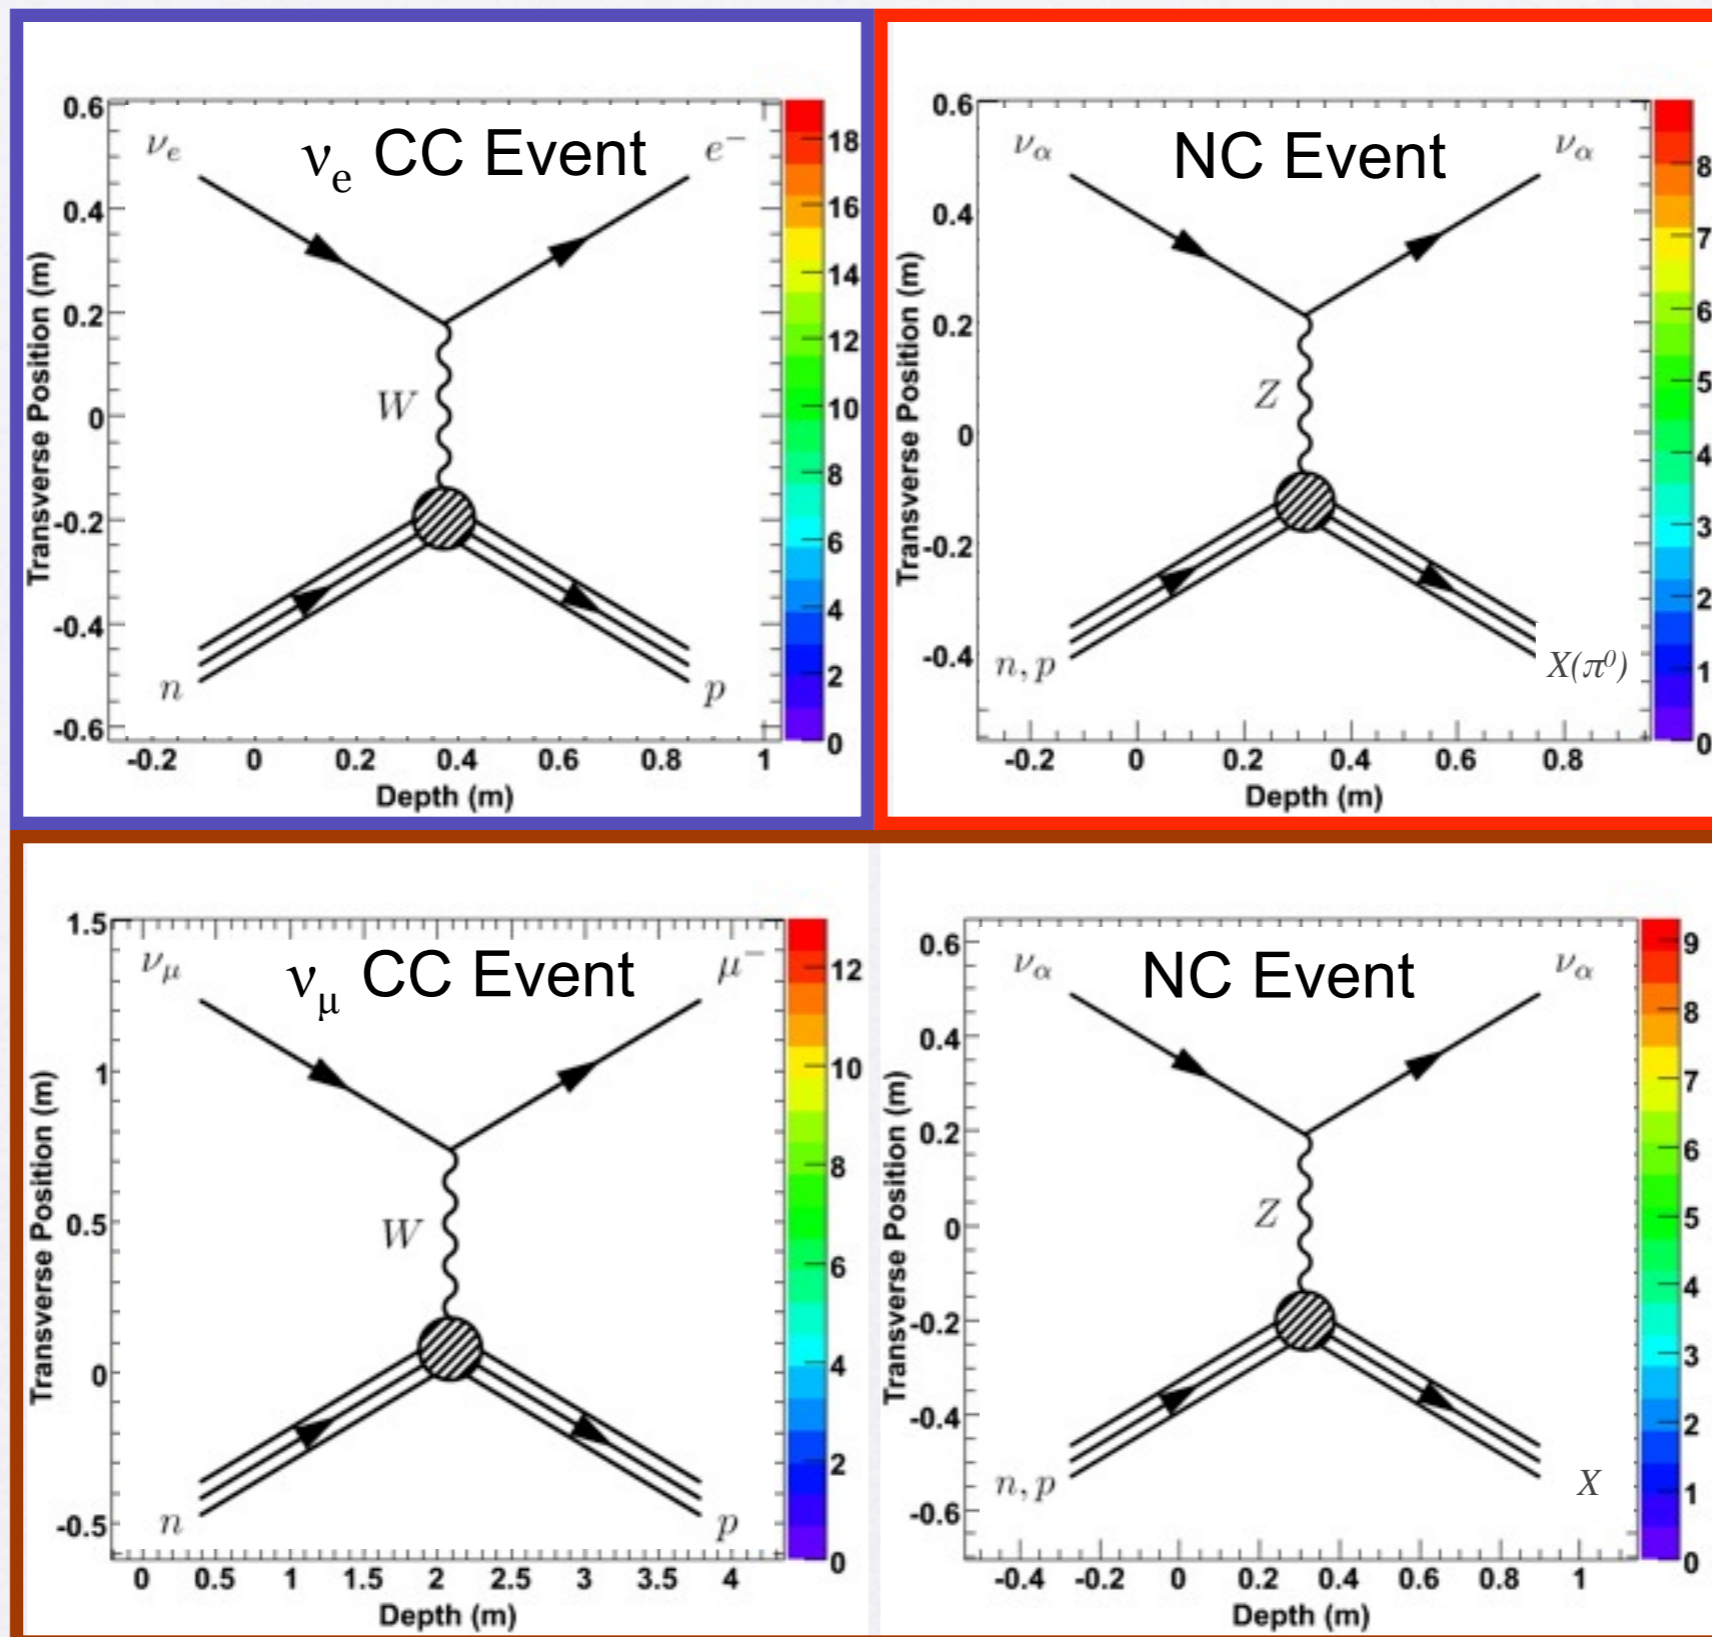 νe CC Event
νe
e−
W
n
p
0.6
0.4
0.2
0
-0.2
-0.4
-0.6
Transverse Position (m)
-0.2 0 0.2 0.4 0.6 0.8 1
Depth (m)
18
16
14
12
10
8
6
4
2
0
NC Event
να
να
Z
n, p
X(π0)
0.6
0.4
0.2
0
-0.2
-0.4
Transverse Position (m)
-0.2 0 0.2 0.4 0.6 0.8
Depth (m)
8
7
6
5
4
3
2
1
0
νμ CC Event
νμ
μ−
W
n
p
1.5
1
0.5
0
-0.5
Transverse Position (m)
0 0.5 1 1.5 2 2.5 3 3.5 4
Depth (m)
12
10
8
6
4
2
0
NC Event
να
να
Z
n, p
X
0.6
0.4
0.2
0
-0.2
-0.4
-0.6
Transverse Position (m)
-0.4 -0.2 0 0.2 0.4 0.6 0.8 1
Depth (m)
9
8
7
6
5
4
3
2
1
0